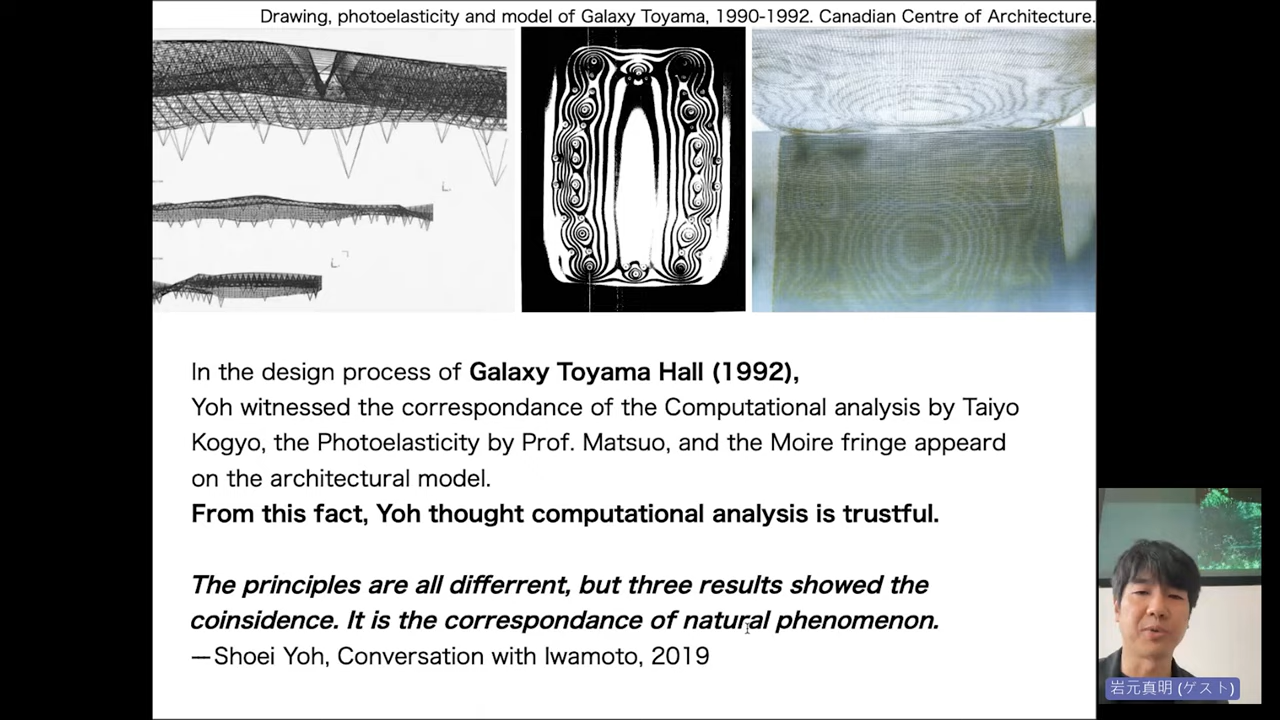 Drawing, photoelasticity and model of Galaxy Toyama, 1990-1992. Canadian Centre of Architecture.
In the design process of Galaxy Toyama Hall (1992),
Yoh witnessed the correspondance of the Computational analysis by Taiyo
Kogyo, the Photoelasticity by Prof. Matsuo, and the Moire fringe appeard
on the architectural model.
From this fact, Yoh thought computational analysis is trustful.
The principles are all differrent, but three results showed the
coinsidence. It is the correspondance of natural phenomenon.
— Shoei Yoh, Conversation with Iwamoto, 2019
岩元真明 (ゲスト)